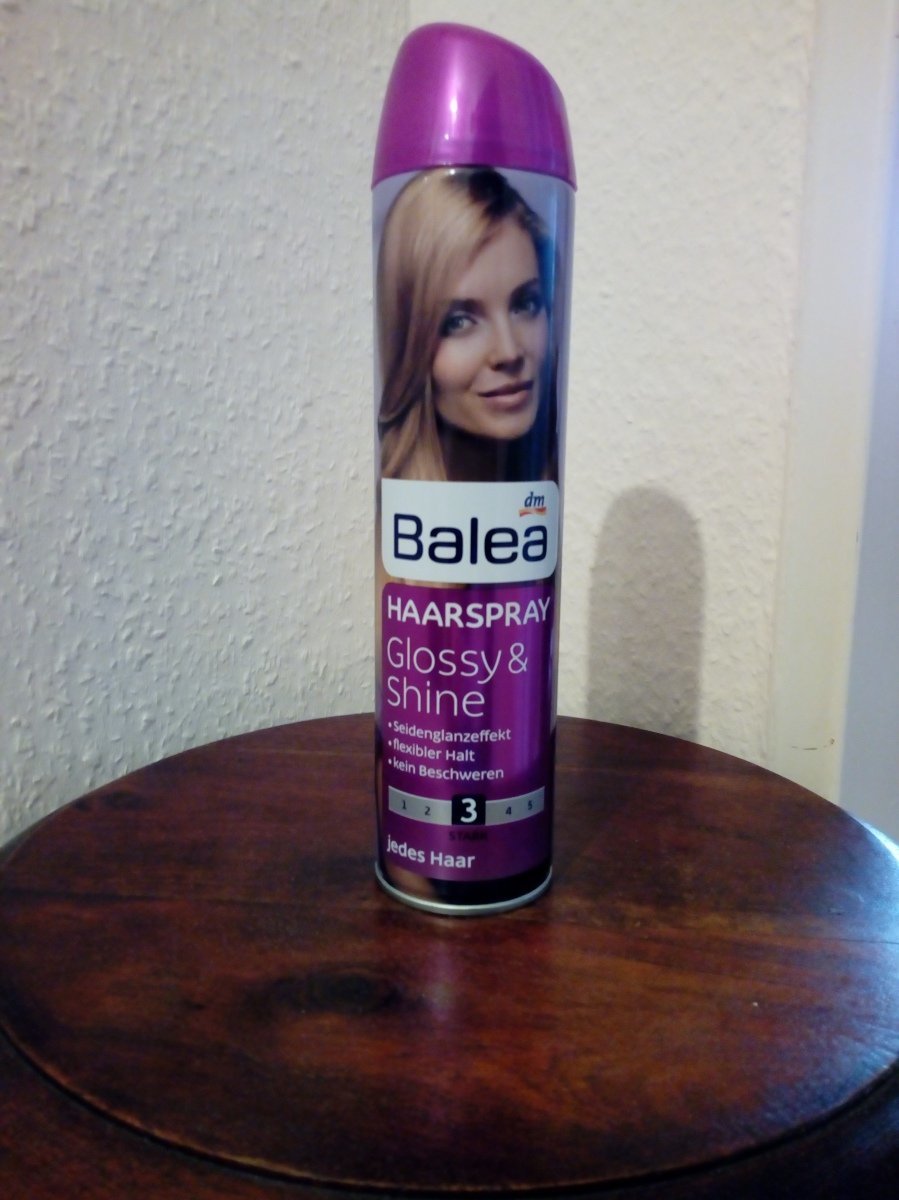 dm
Balea
HAARSPRAY
Glossy &
Shine
• Seidenglanzeffekt
• flexibler Halt
• kein Beschweren
1 2 3 4 5
STARK
jedes Haar